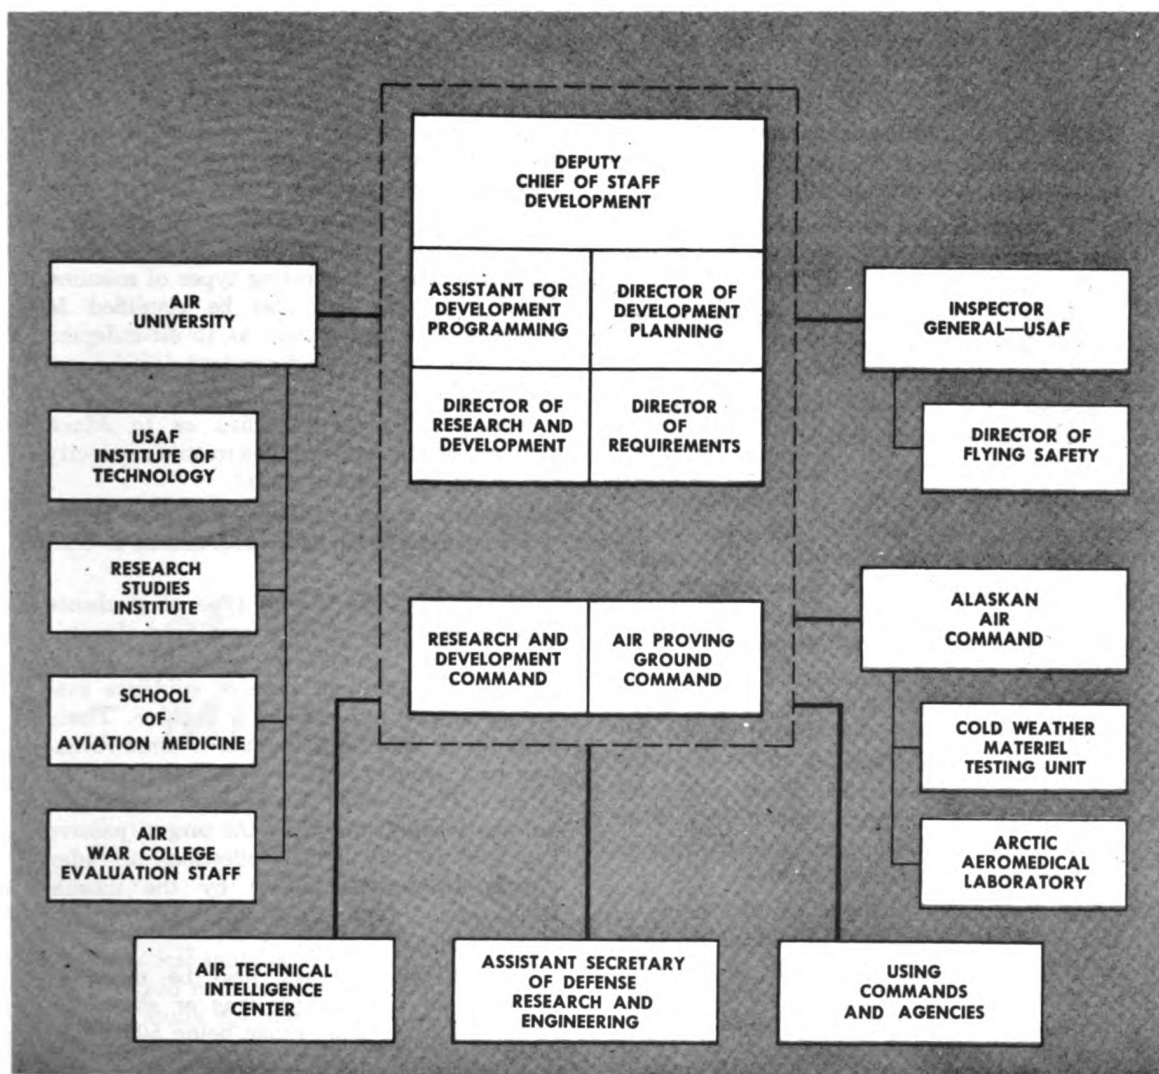 DEPUTY
CHIEF OF STAFF
DEVELOPMENT
ASSISTANT FOR
DEVELOPMENT
PROGRAMMING
DIRECTOR OF
DEVELOPMENT
PLANNING
DIRECTOR OF
RESEARCH AND
DEVELOPMENT
DIRECTOR
OF
REQUIREMENTS
RESEARCH AND
DEVELOPMENT
COMMAND
AIR PROVING
GROUND
COMMAND
AIR
UNIVERSITY
USAF
INSTITUTE OF
TECHNOLOGY
RESEARCH
STUDIES
INSTITUTE
SCHOOL
OF
AVIATION MEDICINE
AIR
WAR COLLEGE
EVALUATION STAFF
INSPECTOR
GENERAL—USAF
DIRECTOR OF
FLYING SAFETY
ALASKAN
AIR
COMMAND
COLD WEATHER
MATERIEL
TESTING UNIT
ARCTIC
AEROMEDICAL
LABORATORY
AIR TECHNICAL
INTELLIGENCE
CENTER
ASSISTANT SECRETARY
OF DEFENSE
RESEARCH AND
ENGINEERING
USING
COMMANDS
AND AGENCIES